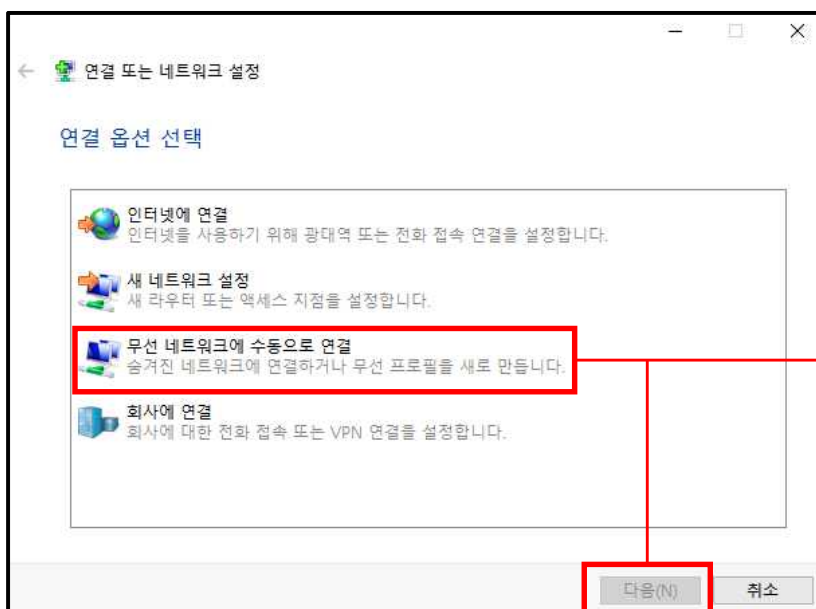 연결 또는 네트워크 설정
연결 옵션 선택
인터넷에 연결
인터넷을 사용하기 위해 광대역 또는 전화 접속 연결을 설정합니다.
새 네트워크 설정
새 라우터 또는 액세스 지점을 설정합니다.
무선 네트워크에 수동으로 연결
숨겨진 네트워크에 연결하거나 무선 프로필을 새로 만듭니다.
회사에 연결
회사에 대한 전화 접속 또는 VPN 연결을 설정합니다.
다음(N) 취소